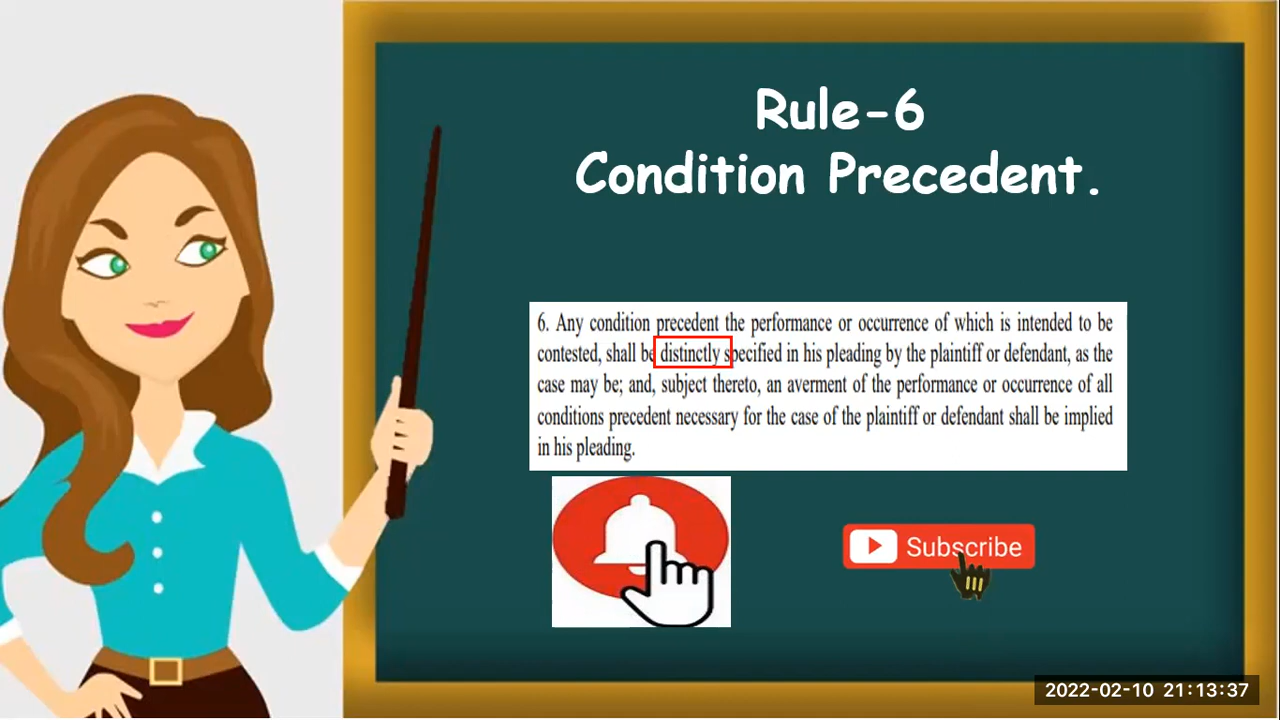 Rule-6
Condition Precedent.
6. Any condition precedent the performance or occurrence of which is intended to be
contested, shall be distinctly specified in his pleading by the plaintiff or defendant, as the
case may be; and, subject thereto, an averment of the performance or occurrence of all
conditions precedent necessary for the case of the plaintiff or defendant shall be implied
in his pleading.
Subscribe
2022-02-10 21:13:37